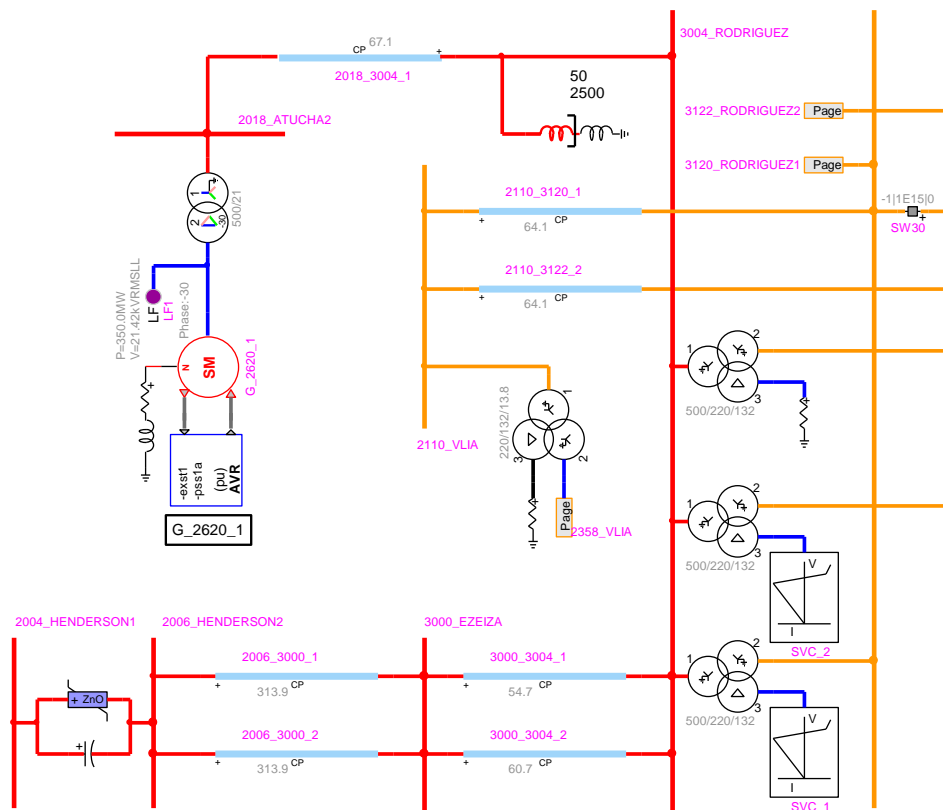 67.1
CP
+
2018_3004_1
3004_RODRIGUEZ
50
2500
3122_RODRIGUEZ2
Page
2018_ATUCHA2
3120_RODRIGUEZ1
Page
1
2
-30
500/21
2110_3120_1
+
CP
64.1
-1|1E15|0
+
SW30
2110_3122_2
+
CP
64.1
LF
LF1
Phase:-30
P=350.0MW
V=21.42kVRMSLL
N
SM
G_2620_1
+
1
2
3
500/220/132
+
-exst1
-pss1a
(pu)
AVR
G_2620_1
2110_VLIA
220/132/13.8
1
2
3
+
Page
2358_VLIA
1
2
3
500/220/132
V
I
SVC_2
2004_HENDERSON1
2006_HENDERSON2
3000_EZEIZA
2006_3000_1
+
CP
313.9
3000_3004_1
+
CP
54.7
1
2
3
500/220/132
+ ZnO
+
2006_3000_2
+
CP
313.9
3000_3004_2
+
CP
60.7
V
I
SVC_1